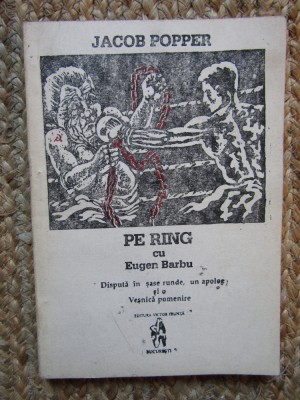 JACOB POPPER
PE RING
cu
Eugen Barbu
Dispută în șase runde, un apolog
și o
Veșnică pomenire
EDITURA VICTOR FRUNZĂ
BUCUREȘTI